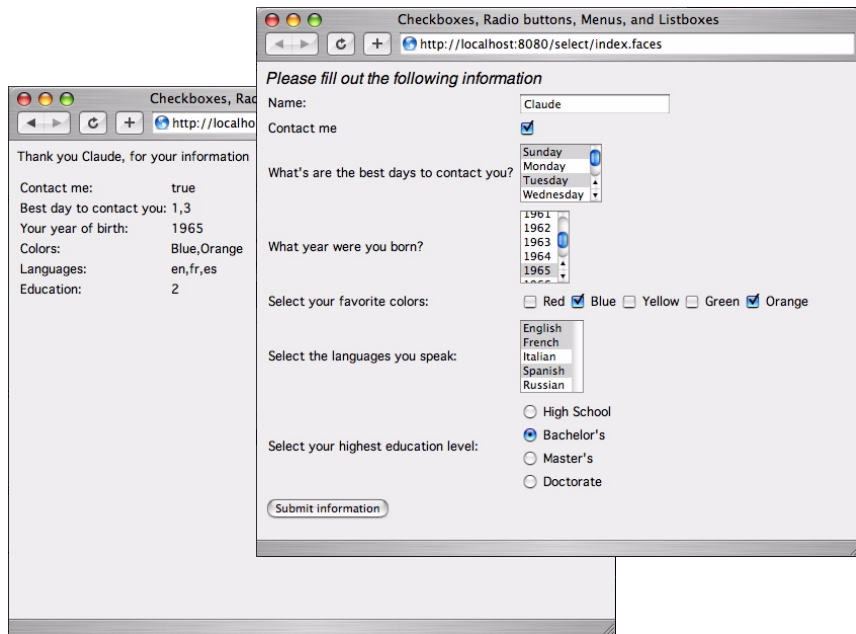 Checkboxes, Radio buttons, Menus, and Listboxes
http://localhost:8080/select/index.faces
Please fill out the following information
Name: Claude
Contact me
What's are the best days to contact you?
Sunday
Monday
Tuesday
Wednesday
What year were you born?
1961
1962
1963
1964
1965
Select your favorite colors: Red Blue Yellow Green Orange
Select the languages you speak:
English
French
Italian
Spanish
Russian
Select your highest education level:
High School
Bachelor's
Master's
Doctorate
Submit information
Checkboxes, Rad
http://localho
Thank you Claude, for your information
Contact me: true
Best day to contact you: 1,3
Your year of birth: 1965
Colors: Blue,Orange
Languages: en,fr,es
Education: 2